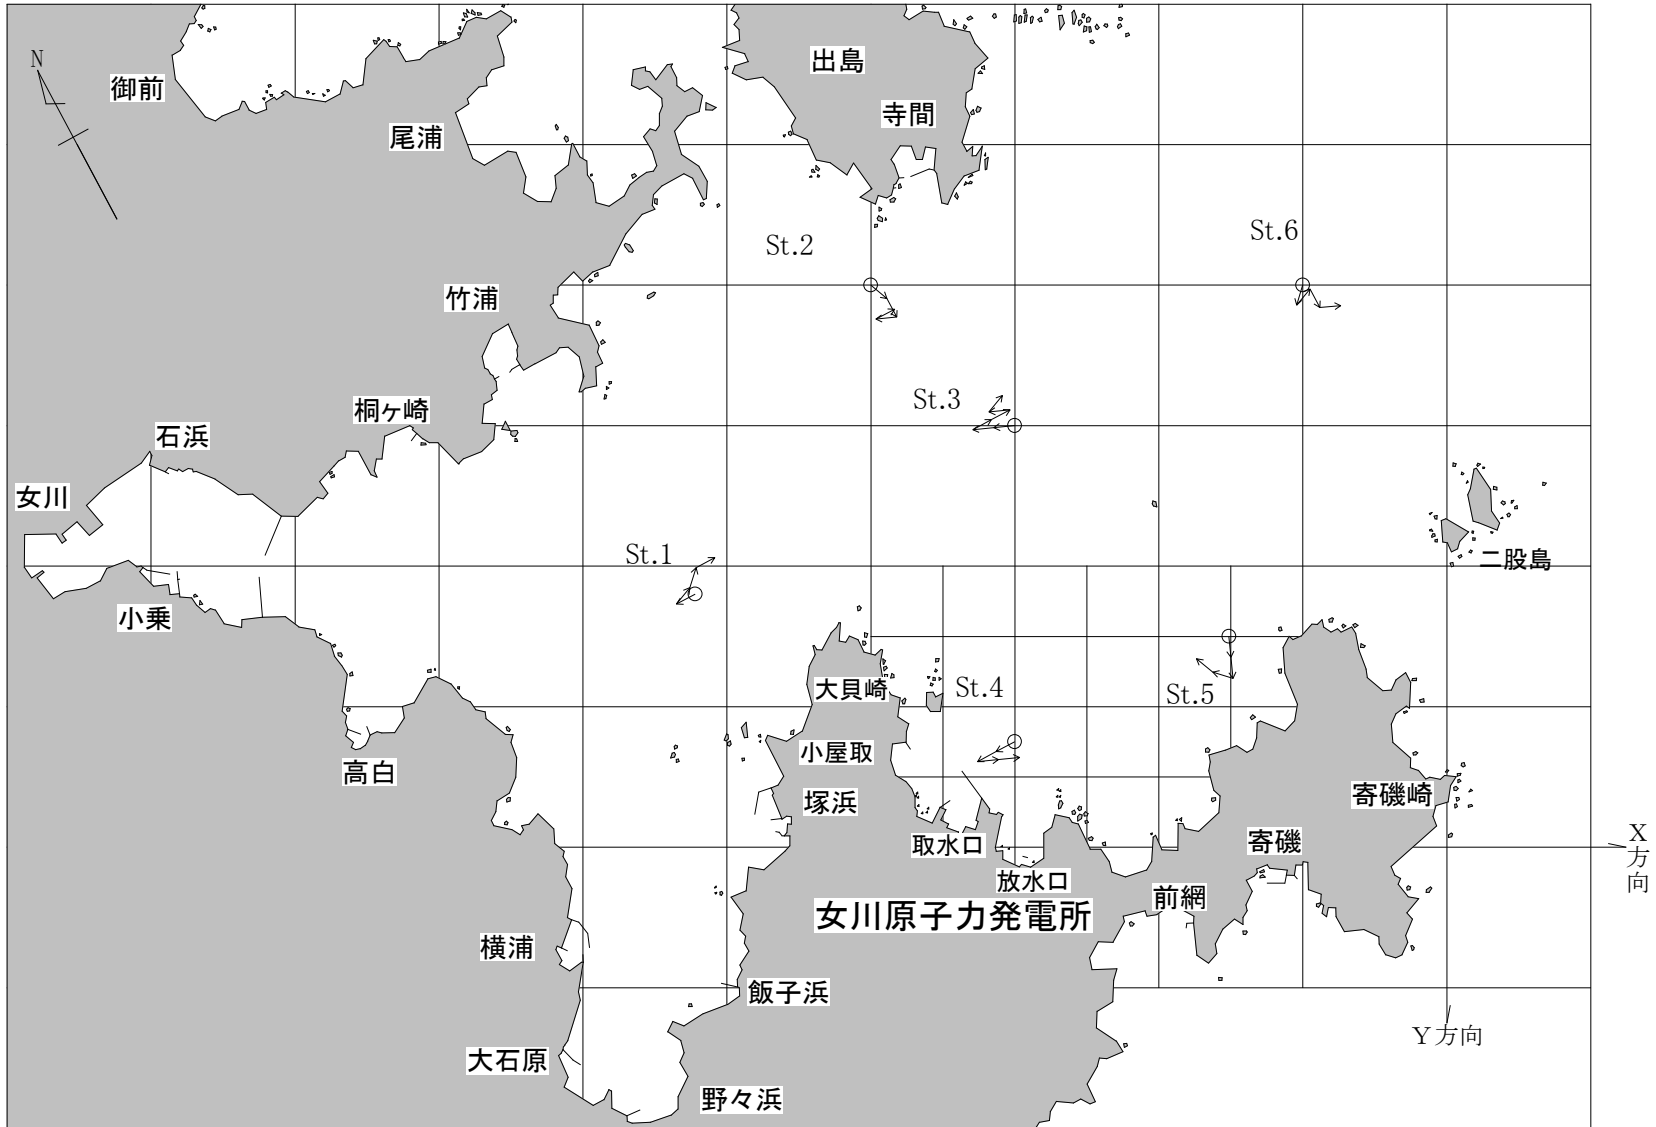 N
御前
出島
寺間
尾浦
St.2
St.6
竹浦
St.3
桐ヶ崎
石浜
女川
St.1
二股島
小乗
大貝崎
St.4
St.5
小屋取
高白
塚浜
寄磯崎
取水口
寄磯
X方向
放水口
前網
女川原子力発電所
横浦
飯子浜
Y方向
大石原
野々浜